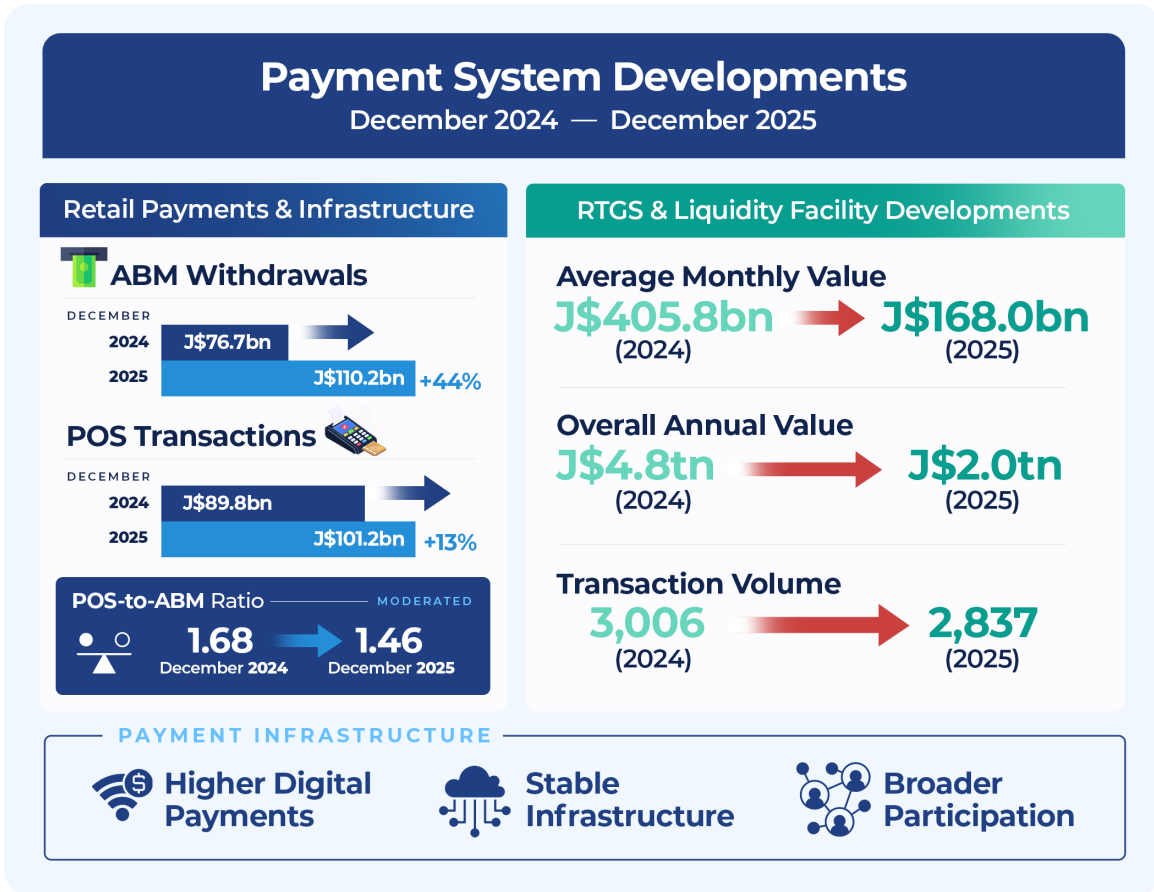 Payment System Developments
December 2024 — December 2025
Retail Payments & Infrastructure
ABM Withdrawals
DECEMBER
2024 J$76.7bn
2025 J$110.2bn +44%
POS Transactions
DECEMBER
2024 J$89.8bn
2025 J$101.2bn +13%
POS-to-ABM Ratio MODERATED
1.68 1.46
December 2024 December 2025
RTGS & Liquidity Facility Developments
Average Monthly Value
J$405.8bn J$168.0bn
(2024) (2025)
Overall Annual Value
J$4.8tn J$2.0tn
(2024) (2025)
Transaction Volume
3,006 2,837
(2024) (2025)
PAYMENT INFRASTRUCTURE
$
Higher Digital
Payments
Stable
Infrastructure
Broader
Participation